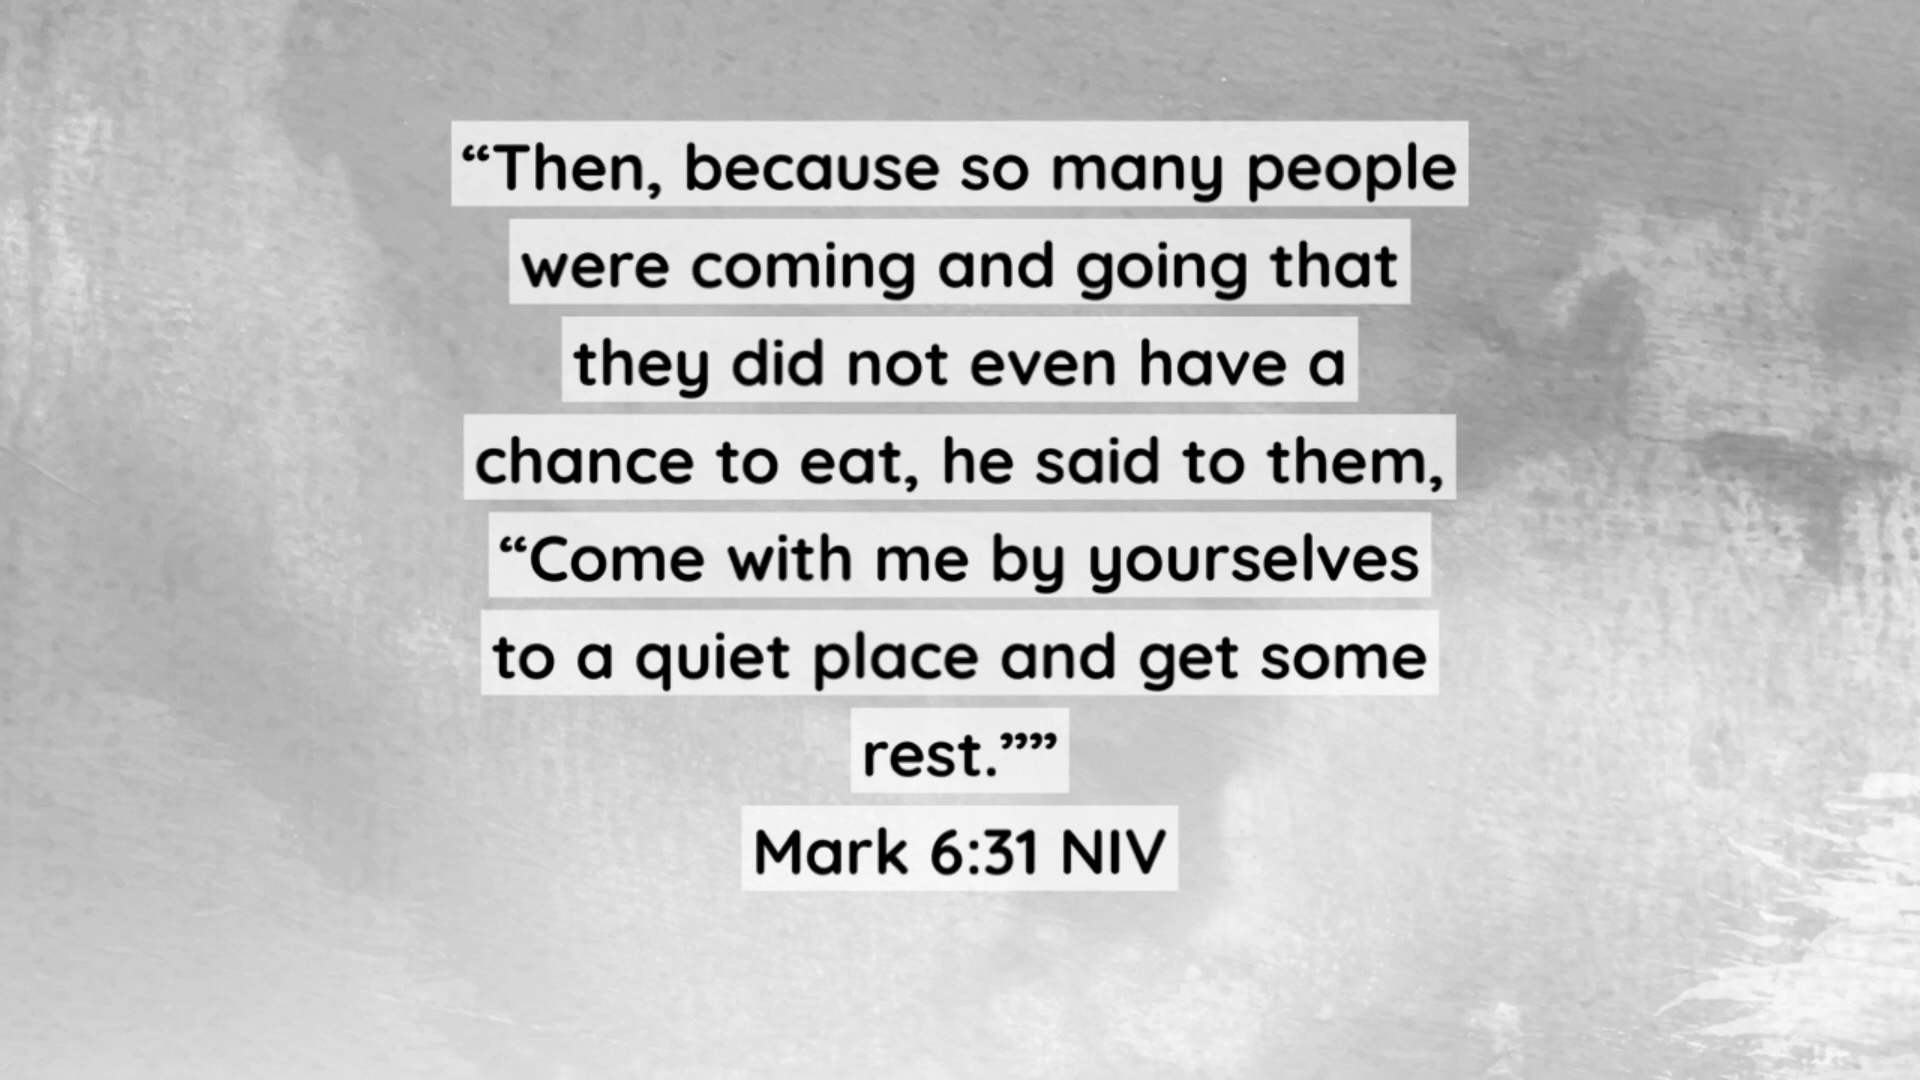 “Then, because so many people
were coming and going that
they did not even have a
chance to eat, he said to them,
“Come with me by yourselves
to a quiet place and get some
rest.””
Mark 6:31 NIV